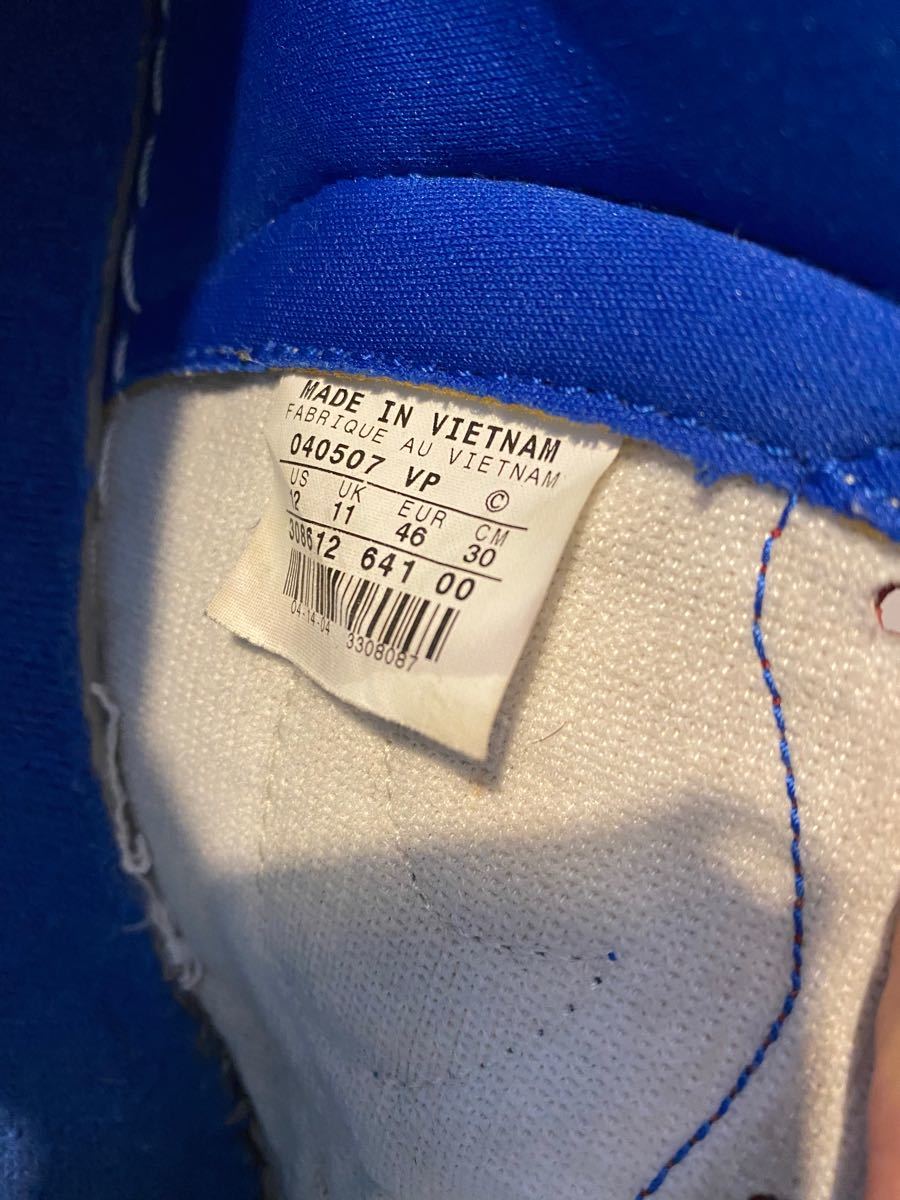 MADE IN VIETNAM
FABRIQUE AU VIETNAM
040507 VP ©
US UK EUR CM
12 11 46 30
308612 641 00
04-14-04
3308087